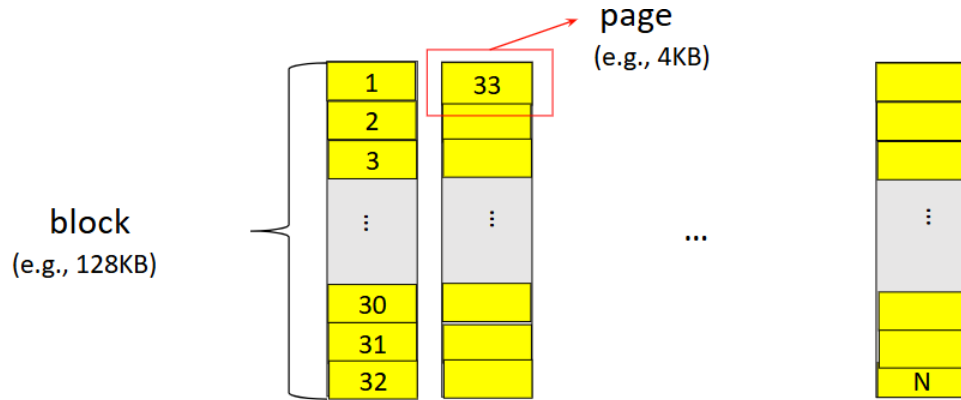 page
(e.g., 4KB)
1
33
2
3
⋮
⋮
⋮
block
(e.g., 128KB)
...
30
31
32
N